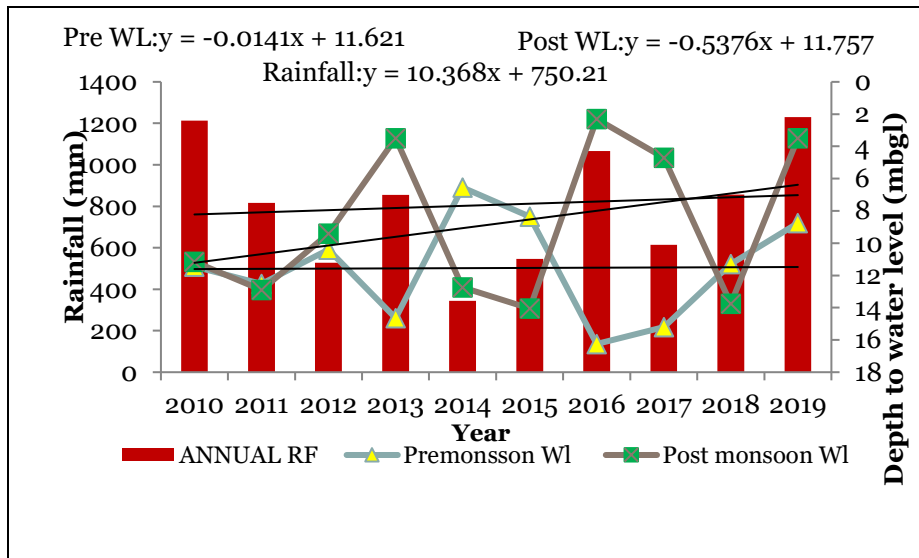 Pre WL:y = -0.0141x + 11.621
Post WL:y = -0.5376x + 11.757
Rainfall:y = 10.368x + 750.21
Rainfall (mm)
1400
1200
1000
800
600
400
200
0
0
2
4
6
8
10
12
14
16
18
Depth to water level (mbgl)
2010 2011 2012 2013 2014 2015 2016 2017 2018 2019
Year
ANNUAL RF Premonsson Wl Post monsoon Wl